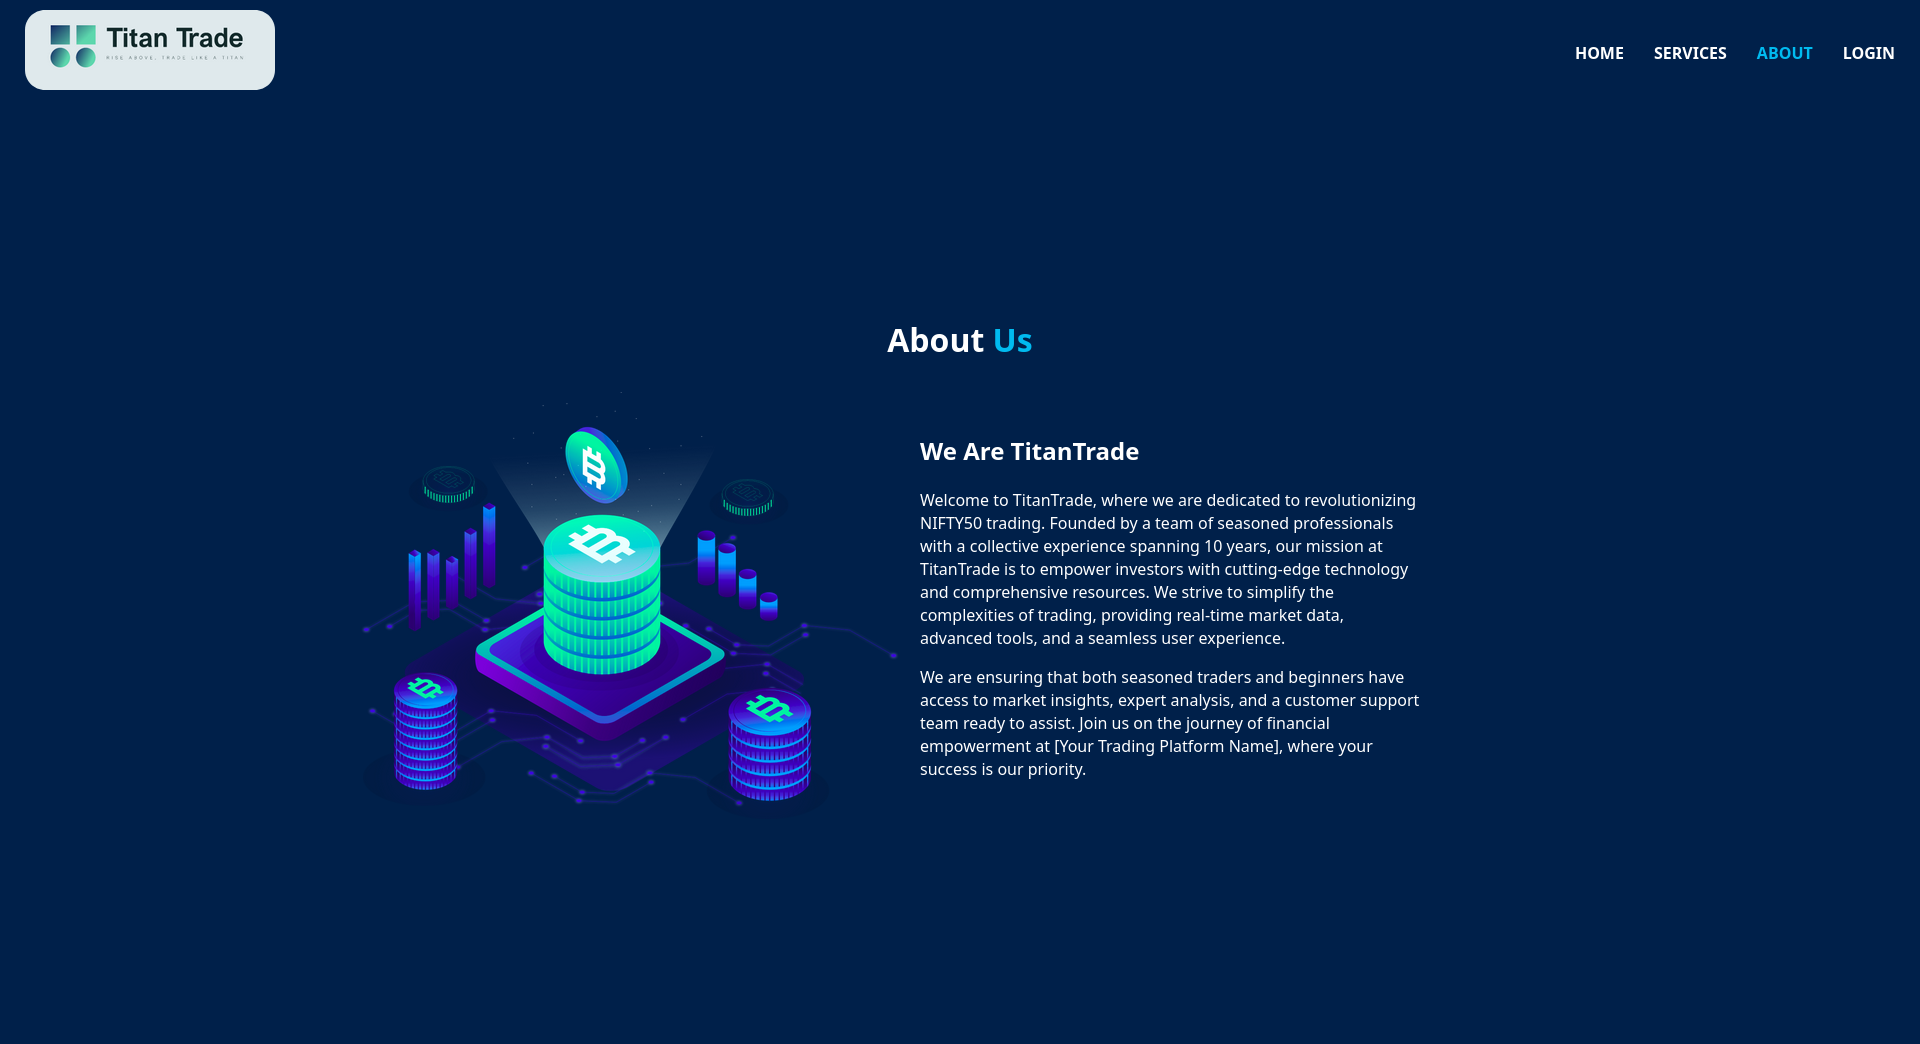 Titan Trade
RISE ABOVE, TRADE LIKE A TITAN
HOME SERVICES ABOUT LOGIN
About Us
We Are TitanTrade
Welcome to TitanTrade, where we are dedicated to revolutionizing
NIFTY50 trading. Founded by a team of seasoned professionals
with a collective experience spanning 10 years, our mission at
TitanTrade is to empower investors with cutting-edge technology
and comprehensive resources. We strive to simplify the
complexities of trading, providing real-time market data,
advanced tools, and a seamless user experience.
We are ensuring that both seasoned traders and beginners have
access to market insights, expert analysis, and a customer support
team ready to assist. Join us on the journey of financial
empowerment at [Your Trading Platform Name], where your
success is our priority.